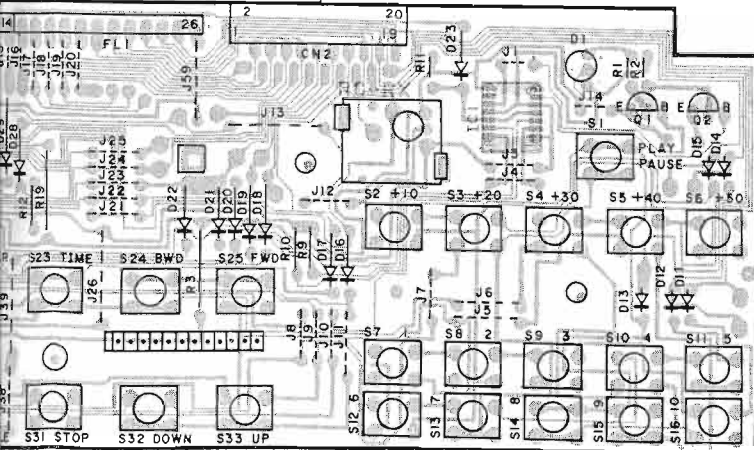 14 26
2 20
1 19
FL1
CN2
J16
J17
J18
J19
J20
J59
R11
D23
D1
R1
R2
J14
E B
Q1
E B
Q2
IC1
J13
S1
PLAY
PAUSE
D15
D14
D28
R12
R19
J25
J24
J23
J22
J21
J4
J12
D22
D21
D20
D19
D18
S2 +10
S3 +20
S4 +30
S5 +40
S6 +50
R10
R9
D17
D16
S23 TIME
S24 BWD
S25 FWD
J39
J26
R3
J7
J6
J5
D13
D12
D11
J8
J9
J10
J11
S7 1
S8 2
S9 3
S10 4
S11 5
J38
S12 6
S13 7
S14 8
S15 9
S16-10
S31 STOP
S32 DOWN
S33 UP